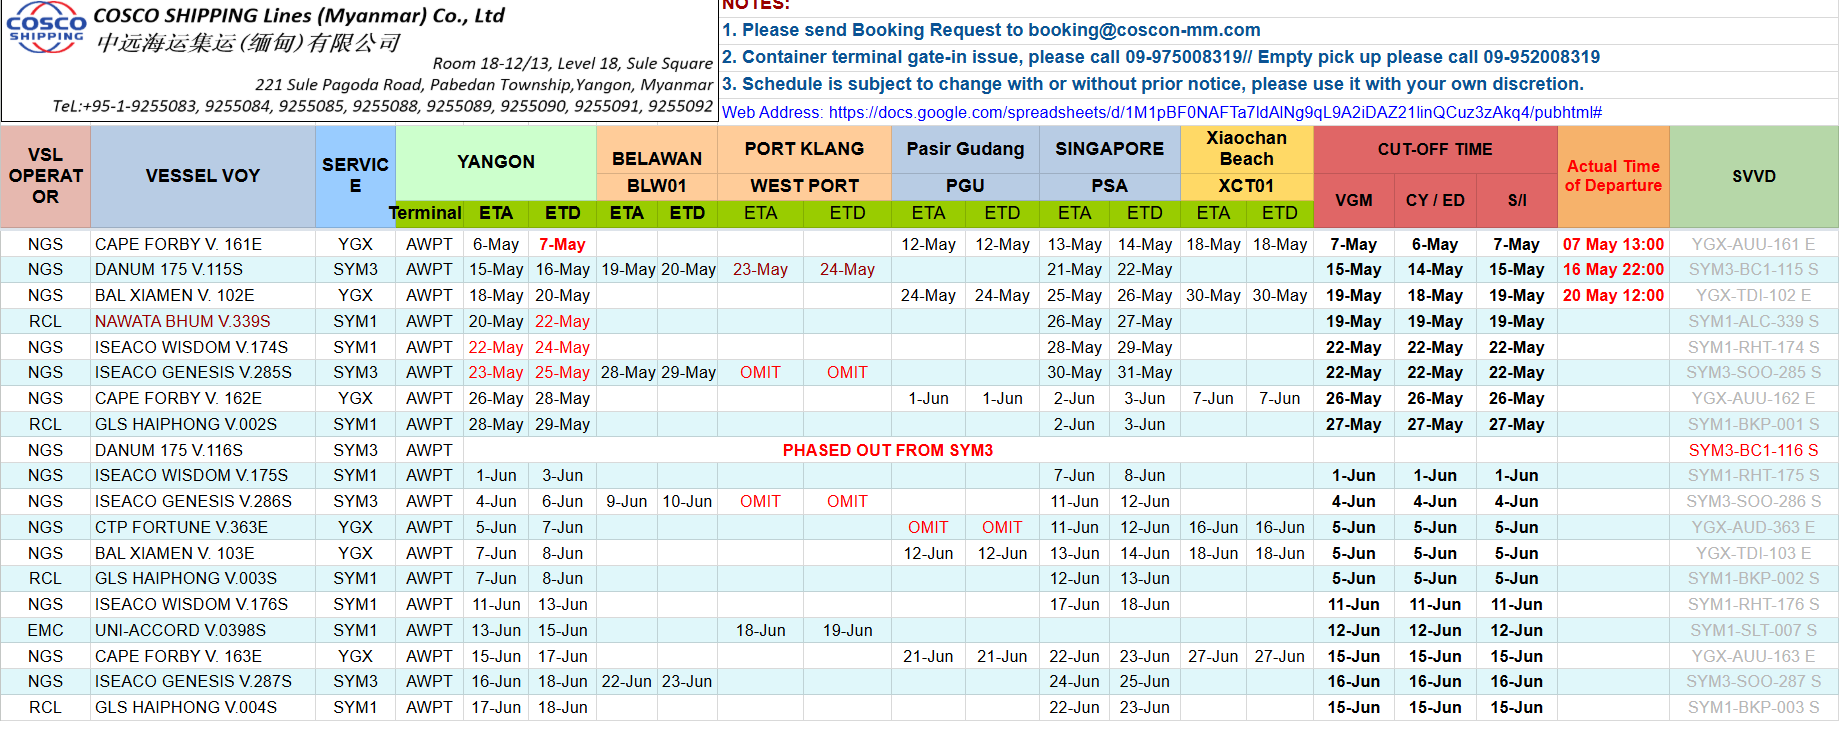 COSCO
SHIPPING
COSCO SHIPPING Lines (Myanmar) Co., Ltd
中远海运集运(缅甸)有限公司
Room 18-12/13, Level 18, Sule Square
221 Sule Pagoda Road, Pabedan Township,Yangon, Myanmar
TeL:+95-1-9255083, 9255084, 9255085, 9255088, 9255089, 9255090, 9255091, 9255092
NOTES:
1. Please send Booking Request to booking@coscon-mm.com
2. Container terminal gate-in issue, please call 09-975008319// Empty pick up please call 09-952008319
3. Schedule is subject to change with or without prior notice, please use it with your own discretion.
Web Address: https://docs.google.com/spreadsheets/d/1M1pBF0NAFTa7IdAlNg9qL9A2iDAZ21linQCuz3zAkq4/pubhtml#
VSL OPERATOR VESSEL VOY SERVICE YANGON BELAWAN PORT KLANG Pasir Gudang SINGAPORE Xiaochan Beach CUT-OFF TIME Actual Time of Departure SVVD
BLW01 WEST PORT PGU PSA XCT01 VGM CY / ED S/I
Terminal ETA ETD ETA ETD ETA ETD ETA ETD ETA ETD ETA ETD
NGS CAPE FORBY V. 161E YGX AWPT 6-May 7-May 12-May 12-May 13-May 14-May 18-May 18-May 7-May 6-May 7-May 07 May 13:00 YGX-AUU-161 E
NGS DANUM 175 V.115S SYM3 AWPT 15-May 16-May 19-May 20-May 23-May 24-May 21-May 22-May 15-May 14-May 15-May 16 May 22:00 SYM3-BC1-115 S
NGS BAL XIAMEN V. 102E YGX AWPT 18-May 20-May 24-May 24-May 25-May 26-May 30-May 30-May 19-May 18-May 19-May 20 May 12:00 YGX-TDI-102 E
RCL NAWATA BHUM V.339S SYM1 AWPT 20-May 22-May 26-May 27-May 19-May 19-May 19-May SYM1-ALC-339 S
NGS ISEACO WISDOM V.174S SYM1 AWPT 22-May 24-May 28-May 29-May 22-May 22-May 22-May SYM1-RHT-174 S
NGS ISEACO GENESIS V.285S SYM3 AWPT 23-May 25-May 28-May 29-May OMIT OMIT 30-May 31-May 22-May 22-May 22-May SYM3-SOO-285 S
NGS CAPE FORBY V. 162E YGX AWPT 26-May 28-May 1-Jun 1-Jun 2-Jun 3-Jun 7-Jun 7-Jun 26-May 26-May 26-May YGX-AUU-162 E
RCL GLS HAIPHONG V.002S SYM1 AWPT 28-May 29-May 2-Jun 3-Jun 27-May 27-May 27-May SYM1-BKP-001 S
NGS DANUM 175 V.116S SYM3 AWPT PHASED OUT FROM SYM3 SYM3-BC1-116 S
NGS ISEACO WISDOM V.175S SYM1 AWPT 1-Jun 3-Jun 7-Jun 8-Jun 1-Jun 1-Jun 1-Jun SYM1-RHT-175 S
NGS ISEACO GENESIS V.286S SYM3 AWPT 4-Jun 6-Jun 9-Jun 10-Jun OMIT OMIT 11-Jun 12-Jun 4-Jun 4-Jun 4-Jun SYM3-SOO-286 S
NGS CTP FORTUNE V.363E YGX AWPT 5-Jun 7-Jun OMIT OMIT 11-Jun 12-Jun 16-Jun 16-Jun 5-Jun 5-Jun 5-Jun YGX-AUD-363 E
NGS BAL XIAMEN V. 103E YGX AWPT 7-Jun 8-Jun 12-Jun 12-Jun 13-Jun 14-Jun 18-Jun 18-Jun 5-Jun 5-Jun 5-Jun YGX-TDI-103 E
RCL GLS HAIPHONG V.003S SYM1 AWPT 7-Jun 8-Jun 12-Jun 13-Jun 5-Jun 5-Jun 5-Jun SYM1-BKP-002 S
NGS ISEACO WISDOM V.176S SYM1 AWPT 11-Jun 13-Jun 17-Jun 18-Jun 11-Jun 11-Jun 11-Jun SYM1-RHT-176 S
EMC UNI-ACCORD V.0398S SYM1 AWPT 13-Jun 15-Jun 18-Jun 19-Jun 12-Jun 12-Jun 12-Jun SYM1-SLT-007 S
NGS CAPE FORBY V. 163E YGX AWPT 15-Jun 17-Jun 21-Jun 21-Jun 22-Jun 23-Jun 27-Jun 27-Jun 15-Jun 15-Jun 15-Jun YGX-AUU-163 E
NGS ISEACO GENESIS V.287S SYM3 AWPT 16-Jun 18-Jun 22-Jun 23-Jun 24-Jun 25-Jun 16-Jun 16-Jun 16-Jun SYM3-SOO-287 S
RCL GLS HAIPHONG V.004S SYM1 AWPT 17-Jun 18-Jun 22-Jun 23-Jun 15-Jun 15-Jun 15-Jun SYM1-BKP-003 S